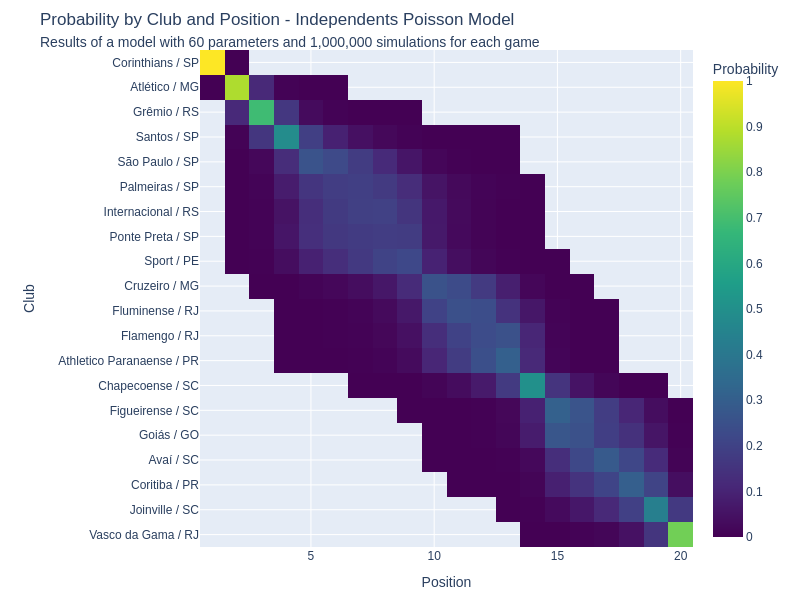 Probability by Club and Position - Independents Poisson Model
Results of a model with 60 parameters and 1,000,000 simulations for each game
Probability
Corinthians / SP
Atlético / MG
Grêmio / RS
Santos / SP
São Paulo / SP
Palmeiras / SP
Internacional / RS
Ponte Preta / SP
Sport / PE
Cruzeiro / MG
Fluminense / RJ
Flamengo / RJ
Athletico Paranaense / PR
Chapecoense / SC
Figueirense / SC
Goiás / GO
Avaí / SC
Coritiba / PR
Joinville / SC
Vasco da Gama / RJ
Club
5
10
15
20
Position
1
0.9
0.8
0.7
0.6
0.5
0.4
0.3
0.2
0.1
0